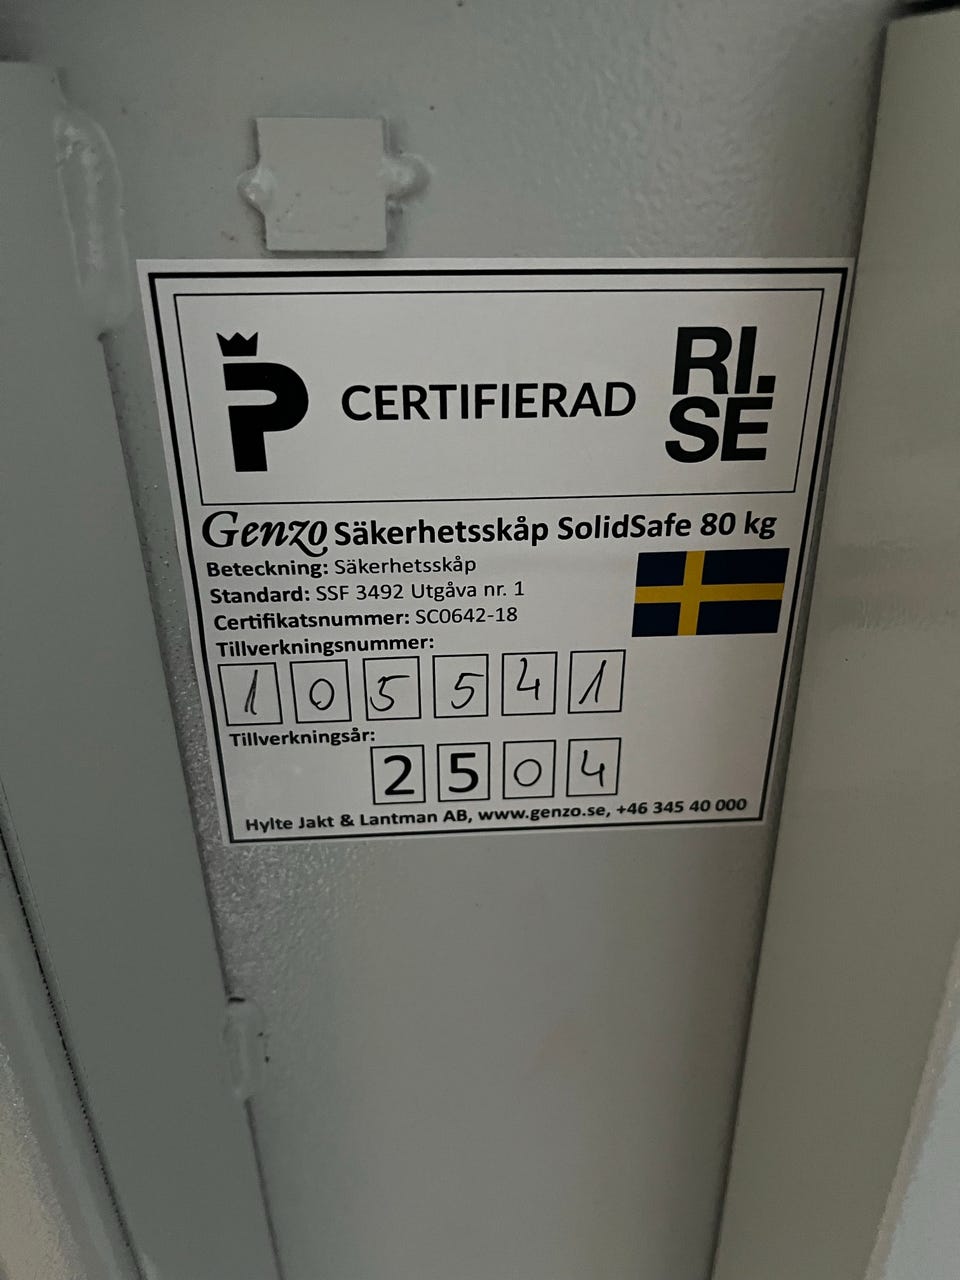 P CERTIFIERAD RI.
SE
Genzo Säkerhetsskåp SolidSafe 80 kg
Beteckning: Säkerhetsskåp
Standard: SSF 3492 Utgåva nr. 1
Certifikatsnummer: SC0642-18
Tillverkningsnummer:
1 0 5 5 4 1
Tillverkningsår:
2 5 0 4
Hylte Jakt & Lantman AB, www.genzo.se, +46 345 40 000